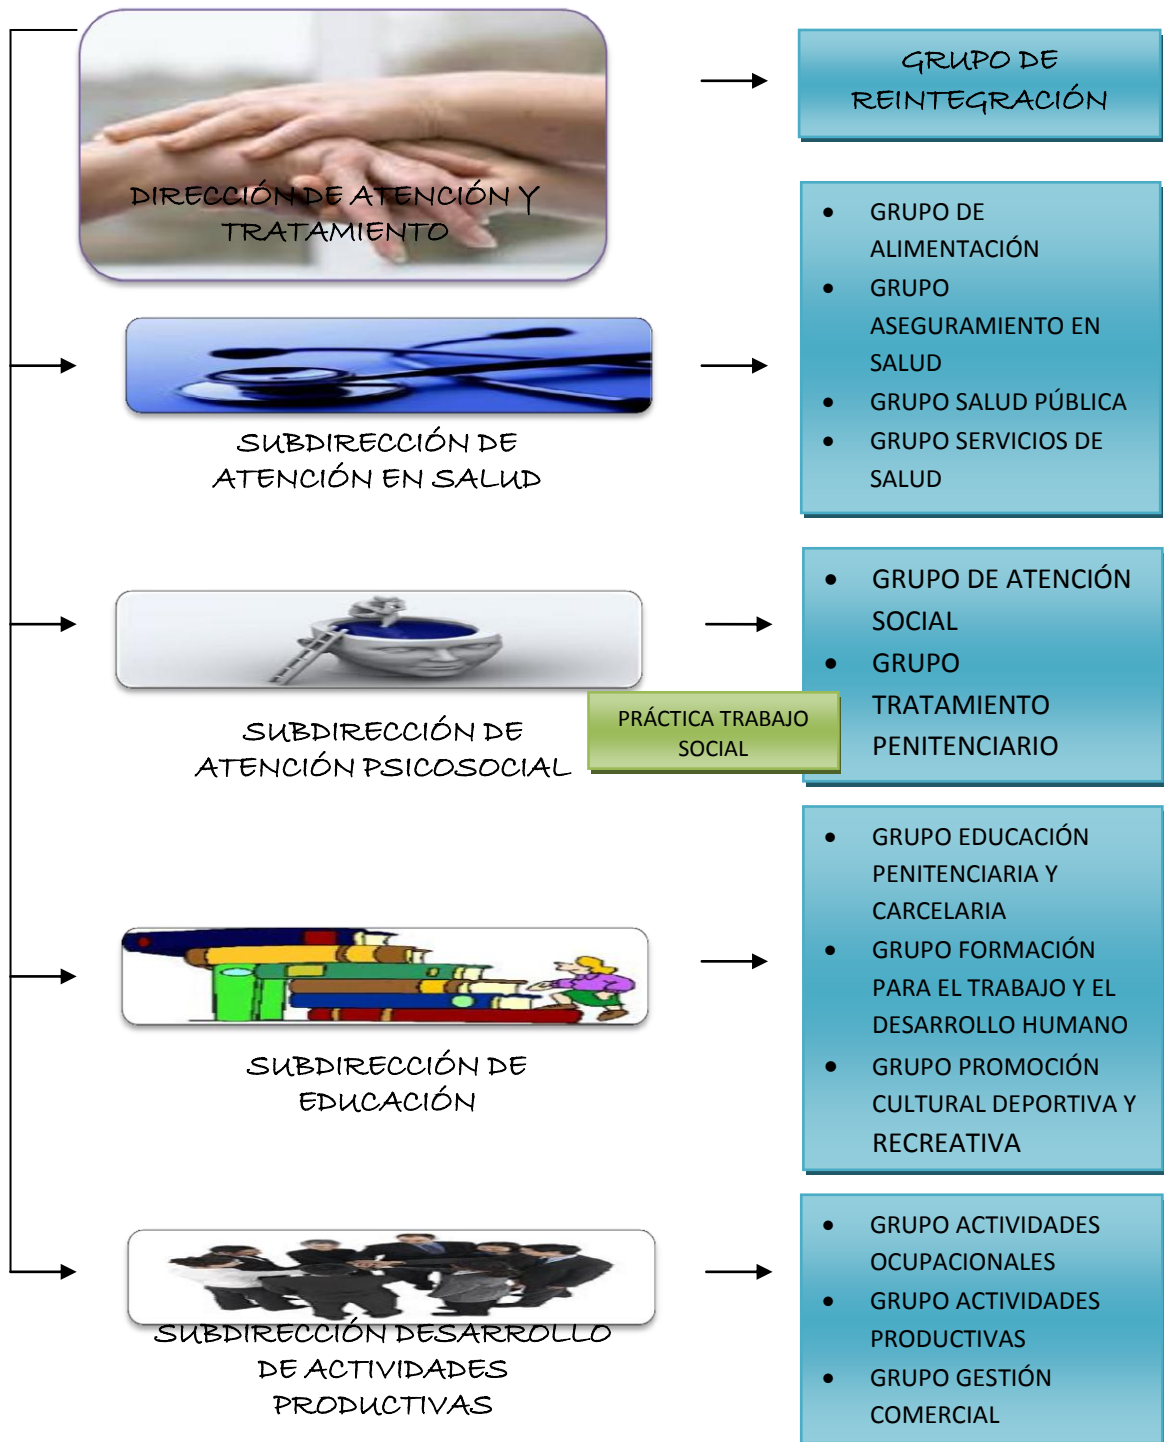 DIRECCIÓN DE ATENCIÓN Y
TRATAMIENTO
GRUPO DE
REINTEGRACIÓN
SUBDIRECCIÓN DE
ATENCIÓN EN SALUD
• GRUPO DE
ALIMENTACIÓN
• GRUPO
ASEGURAMIENTO EN
SALUD
• GRUPO SALUD PÚBLICA
• GRUPO SERVICIOS DE
SALUD
SUBDIRECCIÓN DE
ATENCIÓN PSICOSOCIAL
PRÁCTICA TRABAJO
SOCIAL
• GRUPO DE ATENCIÓN
SOCIAL
• GRUPO
TRATAMIENTO
PENITENCIARIO
SUBDIRECCIÓN DE
EDUCACIÓN
• GRUPO EDUCACIÓN
PENITENCIARIA Y
CARCELARIA
• GRUPO FORMACIÓN
PARA EL TRABAJO Y EL
DESARROLLO HUMANO
• GRUPO PROMOCIÓN
CULTURAL DEPORTIVA Y
RECREATIVA
SUBDIRECCIÓN DESARROLLO
DE ACTIVIDADES
PRODUCTIVAS
• GRUPO ACTIVIDADES
OCUPACIONALES
• GRUPO ACTIVIDADES
PRODUCTIVAS
• GRUPO GESTIÓN
COMERCIAL